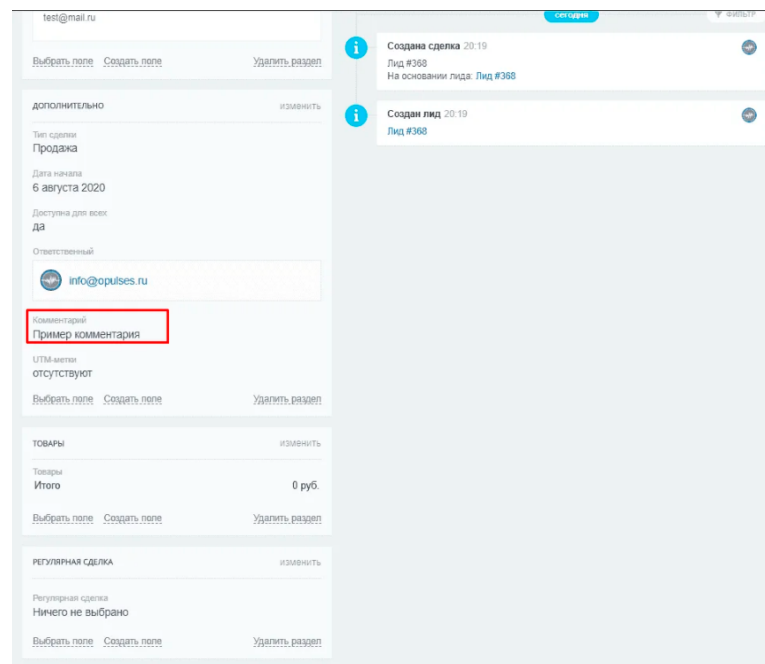 test@mail.ru
Выбрать поле Создать поле Удалить раздел
ДОПОЛНИТЕЛЬНО изменить
Тип сделки
Продажа
Дата начала
6 августа 2020
Доступна для всех
да
Ответственный
info@opulses.ru
Комментарий
Пример комментария
UTM-метки
отсутствуют
Выбрать поле Создать поле Удалить раздел
ТОВАРЫ изменить
Товары
Итого 0 руб.
Выбрать поле Создать поле Удалить раздел
РЕГУЛЯРНАЯ СДЕЛКА изменить
Регулярная сделка
Ничего не выбрано
Выбрать поле Создать поле Удалить раздел
сегодня ФИЛЬТР
Создана сделка 20:19
Лид #368
На основании лида: Лид #368
Создан лид 20:19
Лид #368